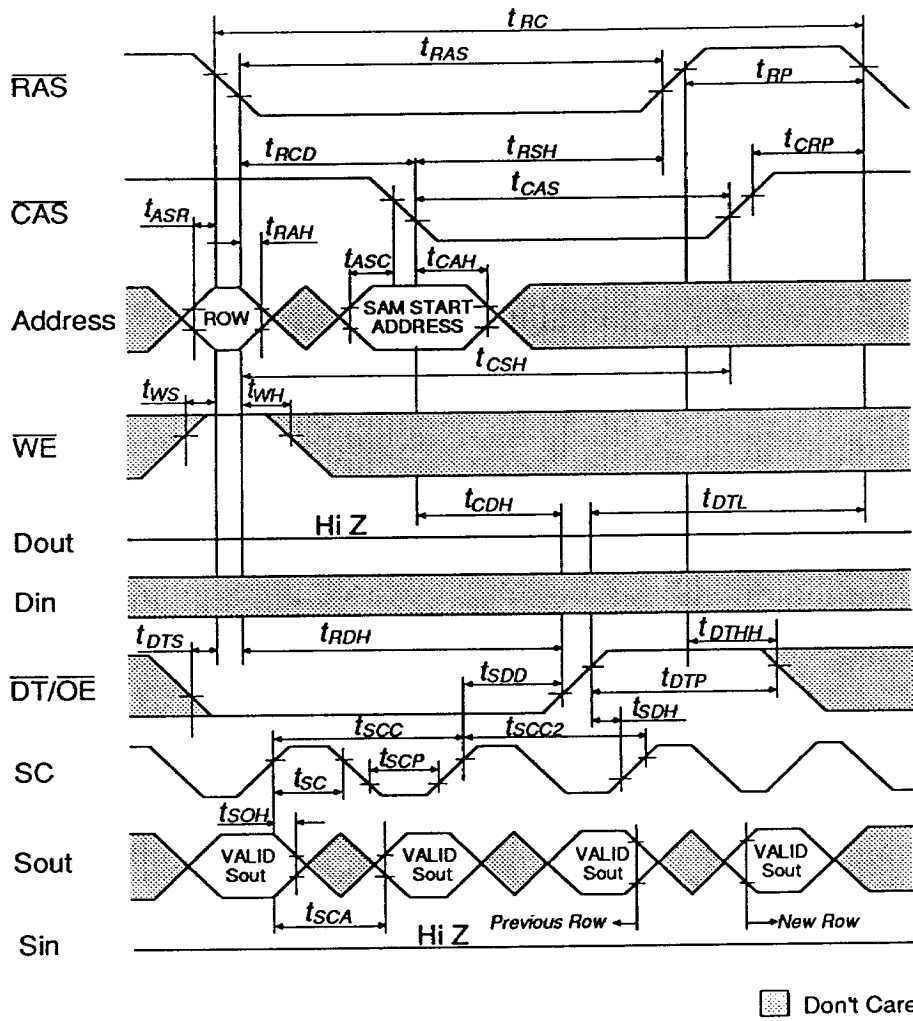 tRC
tRAS
RAS
tRP
tRCD
tRSH
tCRP
tCAS
CAS
tASR
tRAH
tASC
tCAH
Address
ROW
SAM START
ADDRESS
tCSH
tWS
tWH
WE
tCDH
tDTL
Hi Z
Dout
Din
tDTS
tRDH
tDTHH
tSDD
DT/OE
tDTP
tSDH
tSCC
tSCC2
SC
tSCP
tSC
tSOH
Sout
VALID
Sout
VALID
Sout
VALID
Sout
VALID
Sout
tSCA
Previous Row
New Row
Hi Z
Sin
Don't Care